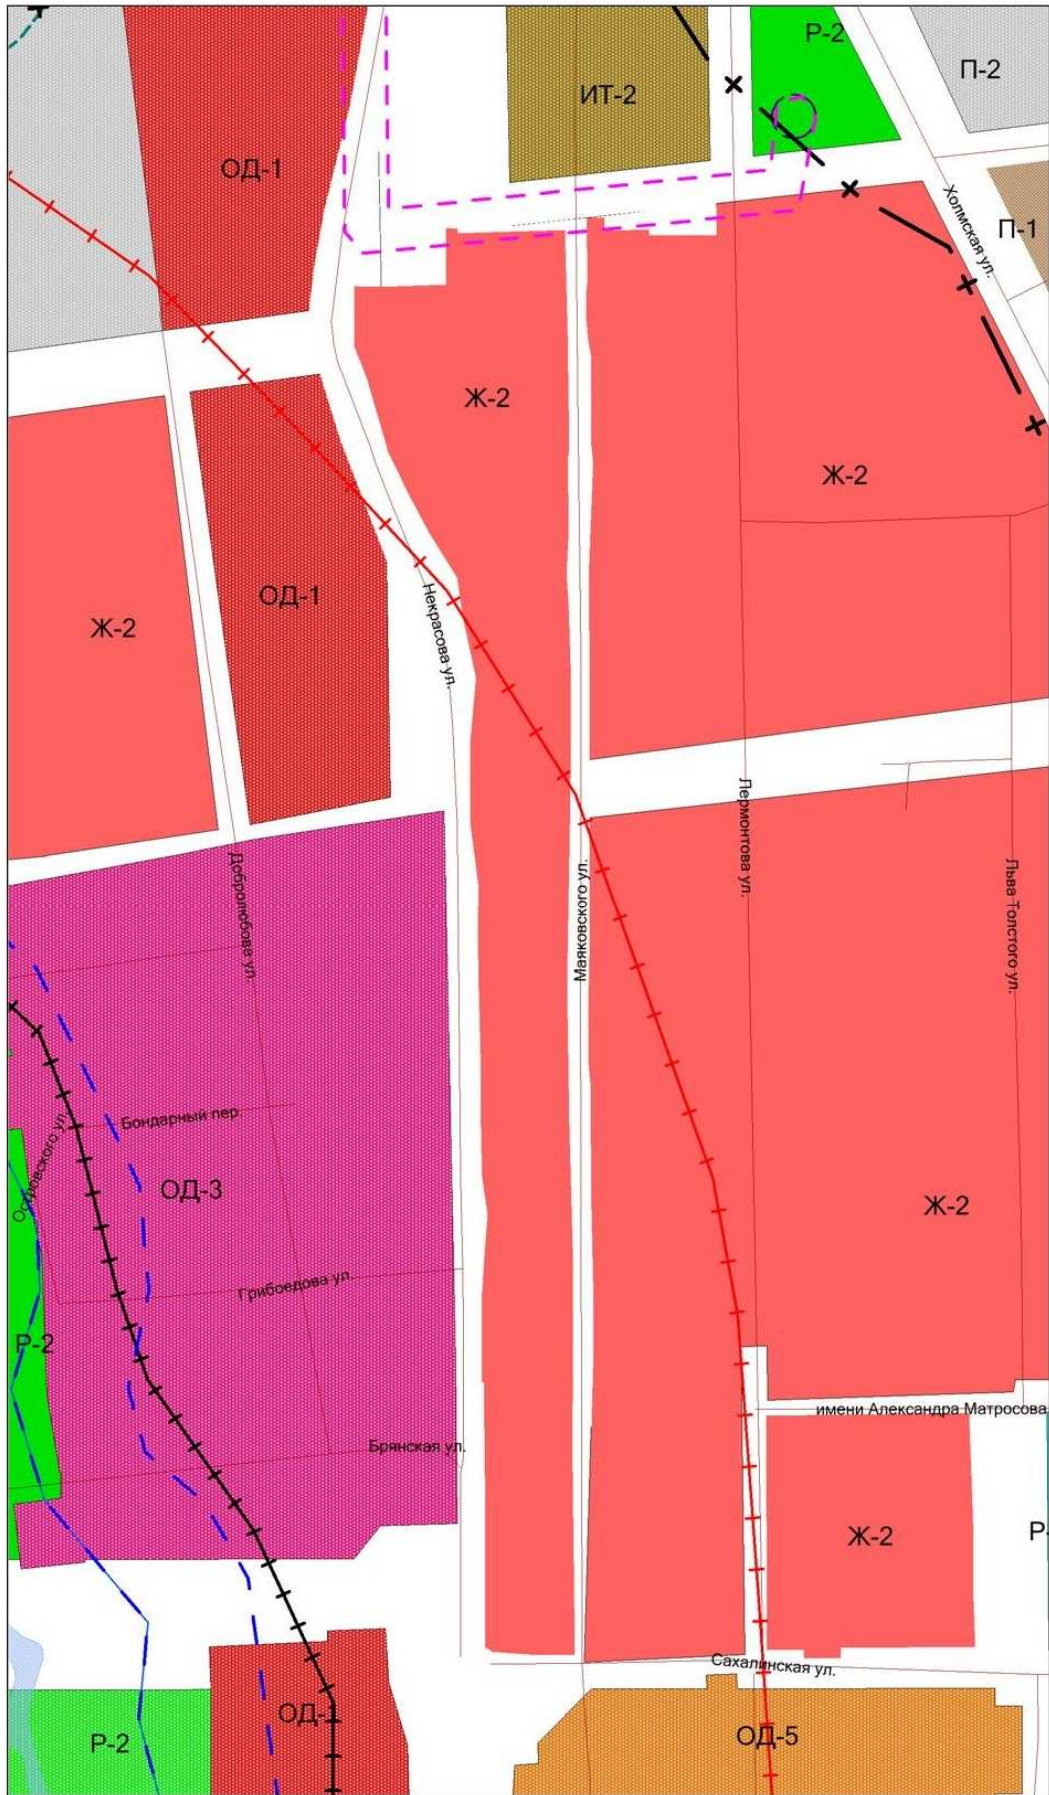 Р-2
П-2
ИТ-2
ОД-1
Холмская ул.
П-1
Ж-2
Ж-2
ОД-1
Ж-2
Некрасова ул.
Лермонтова ул.
Добролюбова ул.
Маяковского ул.
Льва Толстого ул.
Бондарный пер.
Островского ул.
ОД-3
Ж-2
Грибоедова ул.
Р-2
имени Александра Матросова
Брянская ул.
Ж-2
Р-
Сахалинская ул.
ОД-
ОД-5
Р-2